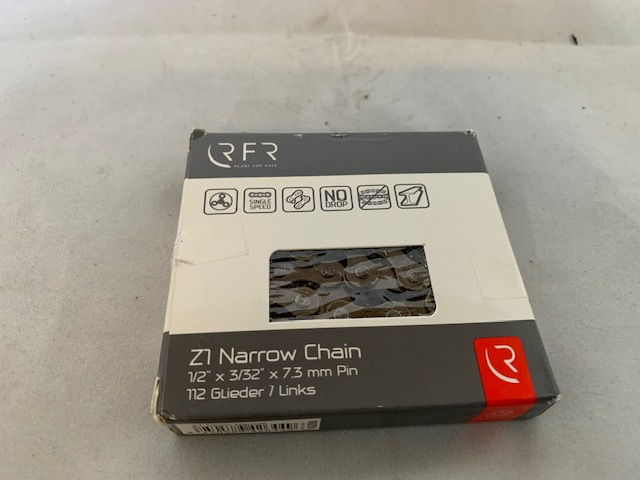 RFR
READY FOR RACE
SINGLE
SPEED
NO
DROP
Z1 Narrow Chain
1/2" x 3/32" x 7.3 mm Pin
112 Glieder / Links